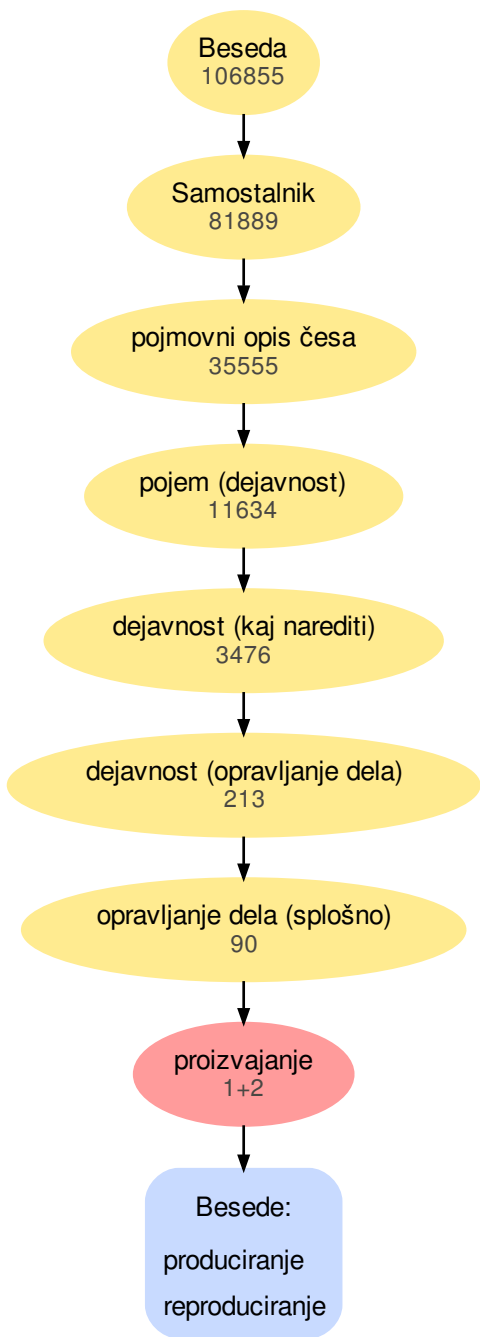 Beseda
106855
Samostalnik
81889
pojmovni opis česa
35555
pojem (dejavnost)
11634
dejavnost (kaj narediti)
3476
dejavnost (opravljanje dela)
213
opravljanje dela (splošno)
90
proizvajanje
1+2
Besede:
produciranje
reproduciranje